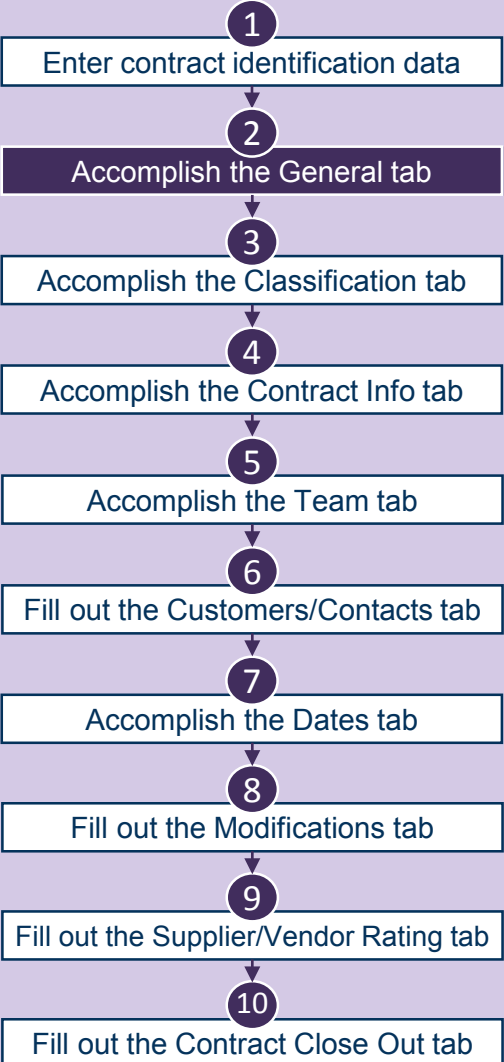 1
Enter contract identification data
2
Accomplish the General tab
3
Accomplish the Classification tab
4
Accomplish the Contract Info tab
5
Accomplish the Team tab
6
Fill out the Customers/Contacts tab
7
Accomplish the Dates tab
8
Fill out the Modifications tab
9
Fill out the Supplier/Vendor Rating tab
10
Fill out the Contract Close Out tab